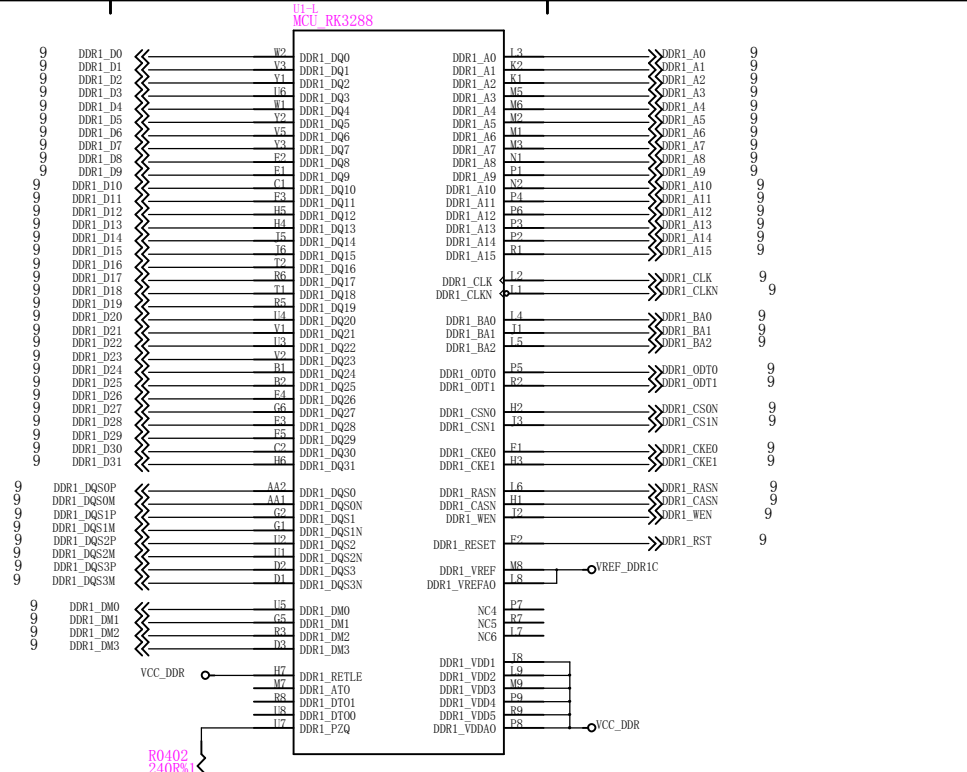 U1-L
MCU_RK3288
9 DDR1_D0 W2 DDR1_DQ0 DDR1_A0 L3 DDR1_A0 9
9 DDR1_D1 V3 DDR1_DQ1 DDR1_A1 K2 DDR1_A1 9
9 DDR1_D2 Y1 DDR1_DQ2 DDR1_A2 K1 DDR1_A2 9
9 DDR1_D3 U6 DDR1_DQ3 DDR1_A3 M5 DDR1_A3 9
9 DDR1_D4 W1 DDR1_DQ4 DDR1_A4 M6 DDR1_A4 9
9 DDR1_D5 Y2 DDR1_DQ5 DDR1_A5 M2 DDR1_A5 9
9 DDR1_D6 V5 DDR1_DQ6 DDR1_A6 M1 DDR1_A6 9
9 DDR1_D7 Y3 DDR1_DQ7 DDR1_A7 M3 DDR1_A7 9
9 DDR1_D8 DDR1_DQ8 DDR1_A8 N1 DDR1_A8 9
9 DDR1_D9 DDR1_DQ9 DDR1_A9 P1 DDR1_A9 9
9 DDR1_D10 C1 DDR1_DQ10 DDR1_A10 N2 DDR1_A10 9
9 DDR1_D11 DDR1_DQ11 DDR1_A11 P4 DDR1_A11 9
9 DDR1_D12 H5 DDR1_DQ12 DDR1_A12 P6 DDR1_A12 9
9 DDR1_D13 H4 DDR1_DQ13 DDR1_A13 P3 DDR1_A13 9
9 DDR1_D14 J5 DDR1_DQ14 DDR1_A14 P2 DDR1_A14 9
9 DDR1_D15 J6 DDR1_DQ15 DDR1_A15 R1 DDR1_A15 9
9 DDR1_D16 T2 DDR1_DQ16
9 DDR1_D17 R6 DDR1_DQ17 DDR1_CLK L2 DDR1_CLK 9
9 DDR1_D18 T1 DDR1_DQ18 DDR1_CLKN L1 DDR1_CLKN 9
9 DDR1_D19 R5 DDR1_DQ19
9 DDR1_D20 U4 DDR1_DQ20 DDR1_BA0 L4 DDR1_BA0 9
9 DDR1_D21 V1 DDR1_DQ21 DDR1_BA1 J1 DDR1_BA1 9
9 DDR1_D22 U3 DDR1_DQ22 DDR1_BA2 L5 DDR1_BA2 9
9 DDR1_D23 V2 DDR1_DQ23
9 DDR1_D24 B1 DDR1_DQ24 DDR1_ODT0 P5 DDR1_ODT0 9
9 DDR1_D25 B2 DDR1_DQ25 DDR1_ODT1 R2 DDR1_ODT1 9
9 DDR1_D26 DDR1_DQ26
9 DDR1_D27 G6 DDR1_DQ27 DDR1_CSN0 H2 DDR1_CS0N 9
9 DDR1_D28 DDR1_DQ28 DDR1_CSN1 J3 DDR1_CS1N 9
9 DDR1_D29 DDR1_DQ29
9 DDR1_D30 C2 DDR1_DQ30 DDR1_CKE0 DDR1_CKE0 9
9 DDR1_D31 H6 DDR1_DQ31 DDR1_CKE1 H3 DDR1_CKE1 9
9 DDR1_DQS0P AA2 DDR1_DQS0 DDR1_RASN L6 DDR1_RASN 9
9 DDR1_DQS0M AA1 DDR1_DQS0N DDR1_CASN H1 DDR1_CASN 9
9 DDR1_DQS1P G2 DDR1_DQS1 DDR1_WEN J2 DDR1_WEN 9
9 DDR1_DQS1M G1 DDR1_DQS1N
9 DDR1_DQS2P U2 DDR1_DQS2 DDR1_RESET DDR1_RST 9
9 DDR1_DQS2M U1 DDR1_DQS2N
9 DDR1_DQS3P D2 DDR1_DQS3 DDR1_VREF M8 VREF_DDR1C
9 DDR1_DQS3M D1 DDR1_DQS3N DDR1_VREFAO L8
9 DDR1_DM0 U5 DDR1_DM0 NC4 P7
9 DDR1_DM1 G5 DDR1_DM1 NC5 R7
9 DDR1_DM2 R3 DDR1_DM2 NC6 L7
9 DDR1_DM3 D3 DDR1_DM3
DDR1_VDD1 J8
VCC_DDR H7 DDR1_RETLE DDR1_VDD2 L9
M7 DDR1_ATO DDR1_VDD3 M9
R8 DDR1_DTO1 DDR1_VDD4 P9
U8 DDR1_DTO0 DDR1_VDD5 R9
U7 DDR1_PZQ DDR1_VDDAO P8 VCC_DDR
R0402
240R%1